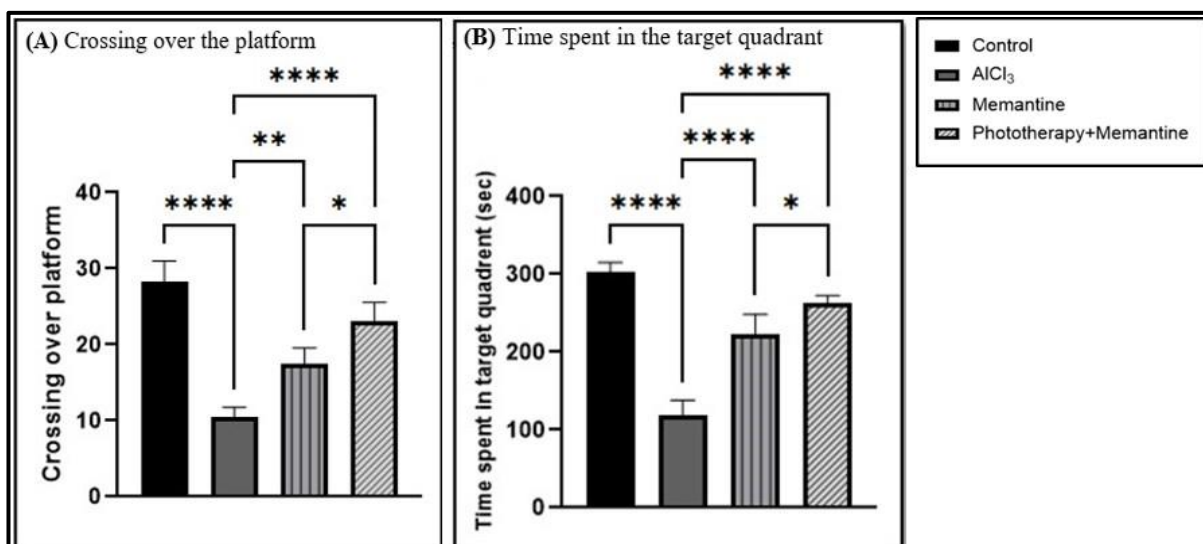 (A) Crossing over the platform
****
**
****
*
Crossing over platform
40
30
20
10
0
(B) Time spent in the target quadrant
****
****
****
*
Time spent in target quadrent (sec)
400
300
200
100
0
Control
AlCl₃
Memantine
Phototherapy+Memantine